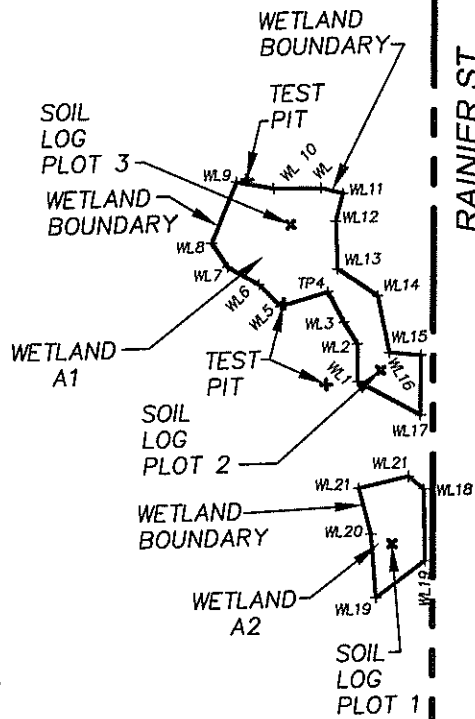 WETLAND
BOUNDARY
RAINIER ST
SOIL
LOG
PLOT 3
TEST
PIT
WL9
WL 10
WL
WL11
WETLAND
BOUNDARY
WL12
WL8
WL7
WL13
WL6
TP4
WL14
WL5
WL3
WETLAND
A1
WL2
WL15
TEST
PIT
WL1
WL16
SOIL
LOG
PLOT 2
WL17
WL21
WL21
WL18
WETLAND
BOUNDARY
WL20
WL19
WETLAND
A2
WL19
SOIL
LOG
PLOT 1